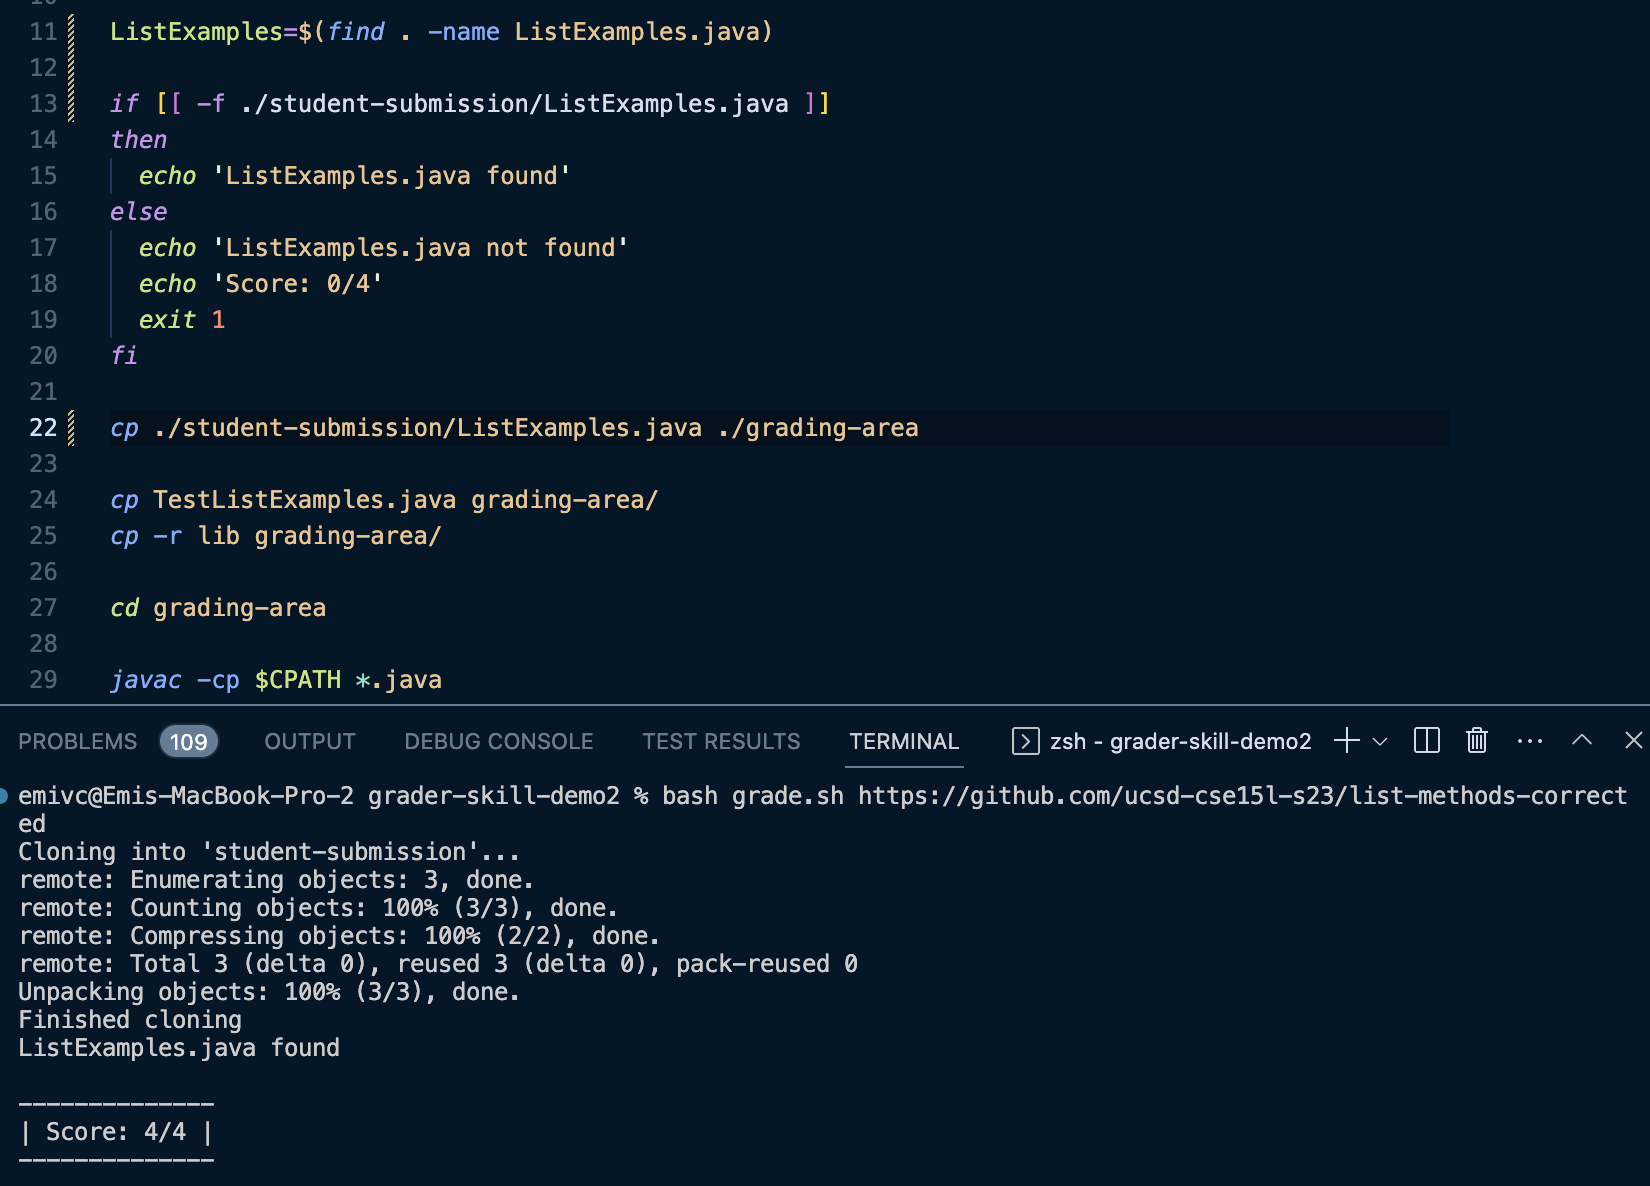 11 ListExamples=$(find . -name ListExamples.java)
12
13 if [[ -f ./student-submission/ListExamples.java ]]
14 then
15 echo 'ListExamples.java found'
16 else
17 echo 'ListExamples.java not found'
18 echo 'Score: 0/4'
19 exit 1
20 fi
21
22 cp ./student-submission/ListExamples.java ./grading-area
23
24 cp TestListExamples.java grading-area/
25 cp -r lib grading-area/
26
27 cd grading-area
28
29 javac -cp $CPATH *.java
PROBLEMS 109 OUTPUT DEBUG CONSOLE TEST RESULTS TERMINAL zsh - grader-skill-demo2
emivc@Emis-MacBook-Pro-2 grader-skill-demo2 % bash grade.sh https://github.com/ucsd-cse15l-s23/list-methods-correct
ed
Cloning into 'student-submission'...
remote: Enumerating objects: 3, done.
remote: Counting objects: 100% (3/3), done.
remote: Compressing objects: 100% (2/2), done.
remote: Total 3 (delta 0), reused 3 (delta 0), pack-reused 0
Unpacking objects: 100% (3/3), done.
Finished cloning
ListExamples.java found
--------------
| Score: 4/4 |
--------------